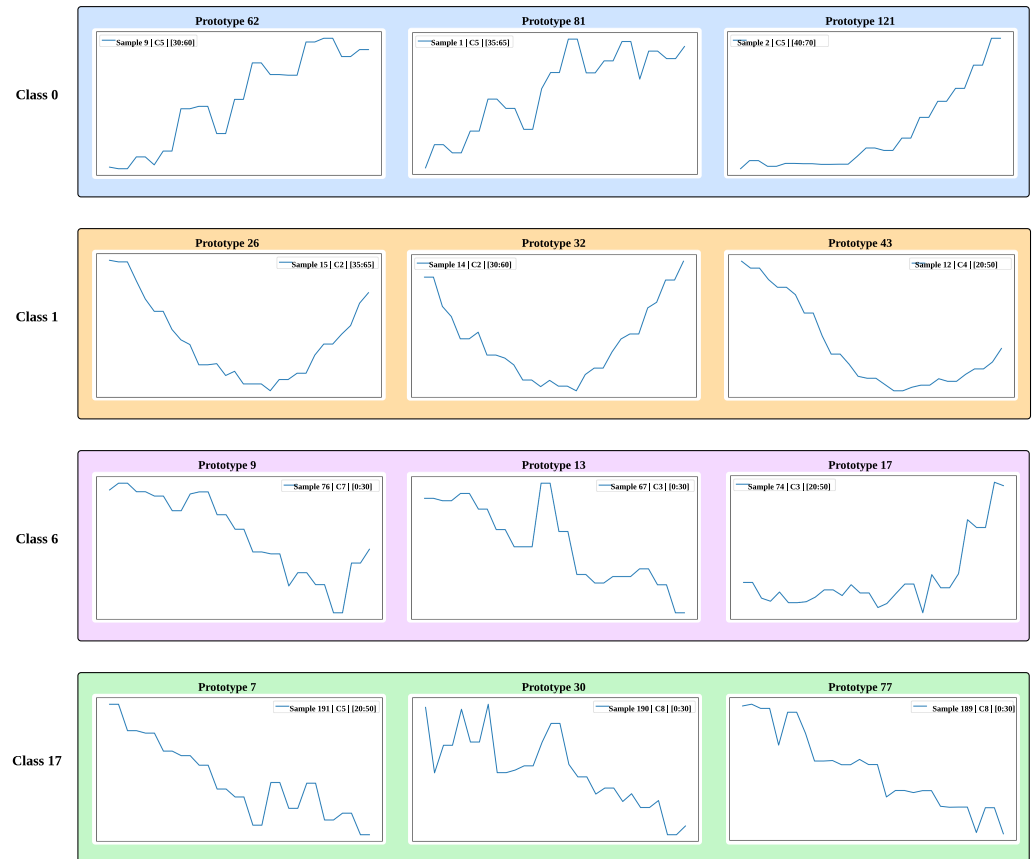 Prototype 62
Prototype 81
Prototype 121
Class 0
Sample 9 | C5 | [30:60]
Sample 1 | C5 | [35:65]
Sample 2 | C5 | [40:70]
Prototype 26
Prototype 32
Prototype 43
Class 1
Sample 15 | C2 | [35:65]
Sample 14 | C2 | [30:60]
Sample 12 | C4 | [20:50]
Prototype 9
Prototype 13
Prototype 17
Class 6
Sample 76 | C7 | [0:30]
Sample 67 | C3 | [0:30]
Sample 74 | C3 | [20:50]
Prototype 7
Prototype 30
Prototype 77
Class 17
Sample 191 | C5 | [20:50]
Sample 190 | C8 | [0:30]
Sample 189 | C8 | [0:30]